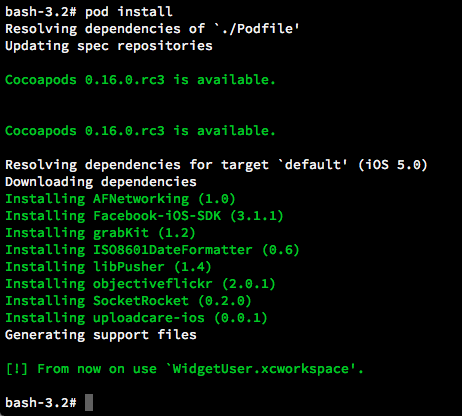 bash-3.2# pod install
Resolving dependencies of `./Podfile'
Updating spec repositories
Cocoapods 0.16.0.rc3 is available.
Cocoapods 0.16.0.rc3 is available.
Resolving dependencies for target `default' (iOS 5.0)
Downloading dependencies
Installing AFNetworking (1.0)
Installing Facebook-iOS-SDK (3.1.1)
Installing grabKit (1.2)
Installing ISO8601DateFormatter (0.6)
Installing libPusher (1.4)
Installing objectiveflickr (2.0.1)
Installing SocketRocket (0.2.0)
Installing uploadcare-ios (0.0.1)
Generating support files
[!] From now on use `WidgetUser.xcworkspace'.
bash-3.2#